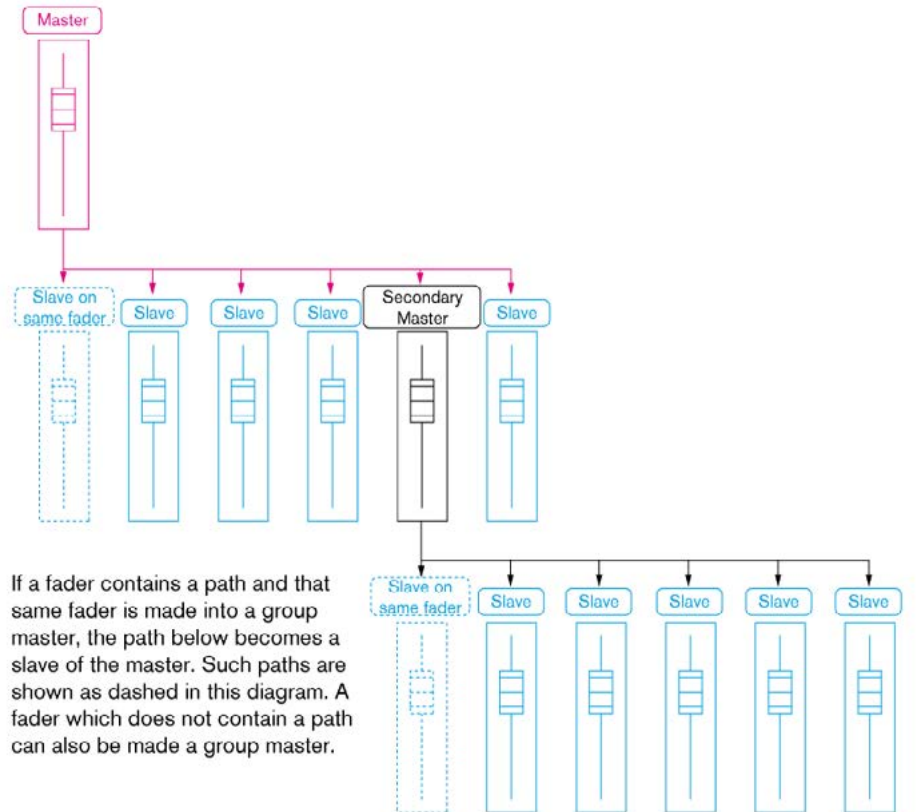 Master
Slave on
same fader
Slave
Slave
Slave
Secondary
Master
Slave
If a fader contains a path and that
same fader is made into a group
master, the path below becomes a
slave of the master. Such paths are
shown as dashed in this diagram. A
fader which does not contain a path
can also be made a group master.
Slave on
same fader
Slave
Slave
Slave
Slave
Slave